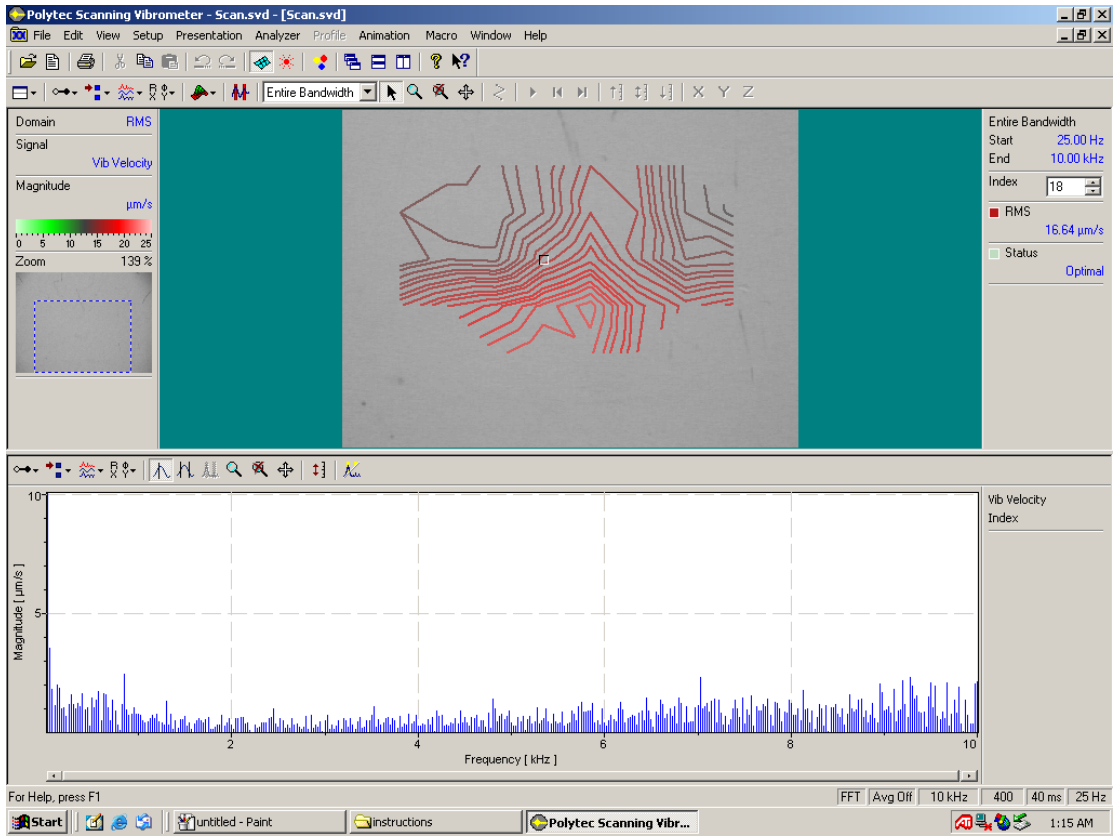 Polytec Scanning Vibrometer - Scan.svd - [Scan.svd]
File Edit View Setup Presentation Analyzer Profile Animation Macro Window Help
Entire Bandwidth X Y Z
Domain RMS
Signal
Vib Velocity
Magnitude
µm/s
0 5 10 15 20 25
Zoom 139 %
Entire Bandwidth
Start 25.00 Hz
End 10.00 kHz
Index 18
RMS
16.64 µm/s
Status
Optimal
10
5
Magnitude [ µm/s ]
2 4 6 8 10
Frequency [ kHz ]
Vib Velocity
Index
For Help, press F1 FFT Avg Off 10 kHz 400 40 ms 25 Hz
Start untitled - Paint instructions Polytec Scanning Vibr... 1:15 AM